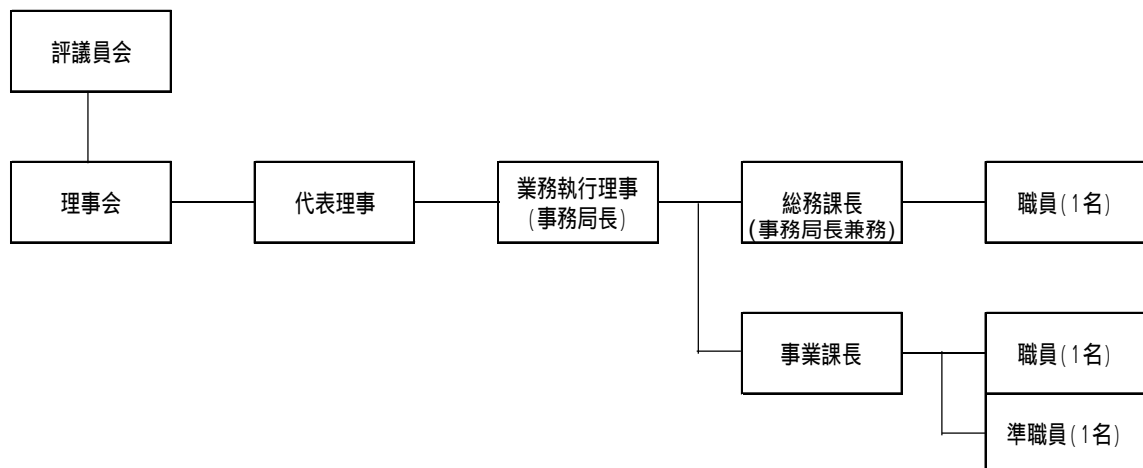 評議員会
理事会
代表理事
業務執行理事
(事務局長)
総務課長
(事務局長兼務)
職員(1名)
事業課長
職員(1名)
準職員(1名)